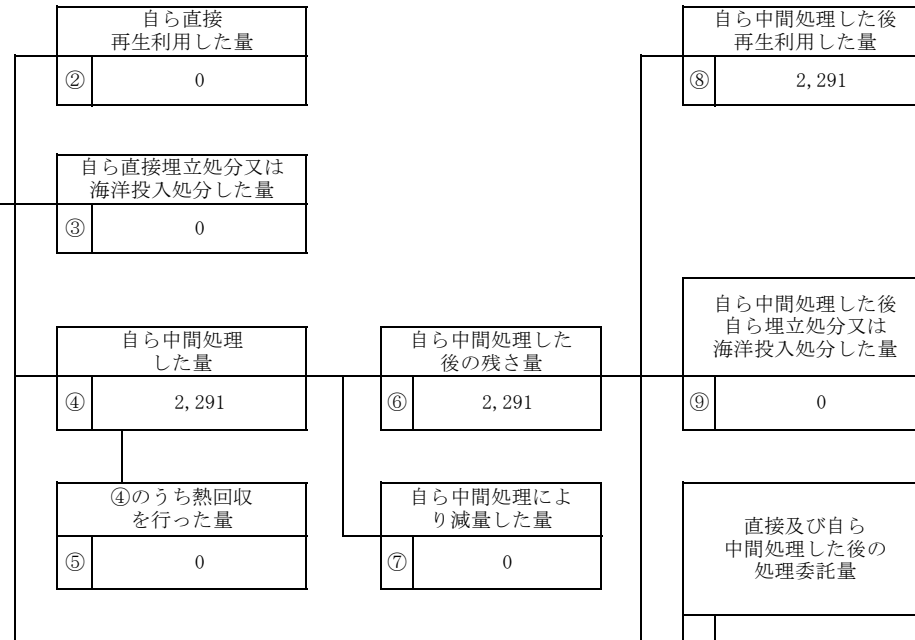 自ら直接
再生利用した量
② 0
自ら直接埋立処分又は
海洋投入処分した量
③ 0
自ら中間処理
した量
④ 2,291
④のうち熱回収
を行った量
⑤ 0
自ら中間処理した
後の残さ量
⑥ 2,291
自ら中間処理によ
り減量した量
⑦ 0
自ら中間処理した後
再生利用した量
⑧ 2,291
自ら中間処理した後
自ら埋立処分又は
海洋投入処分した量
⑨ 0
直接及び自ら
中間処理した後の
処理委託量